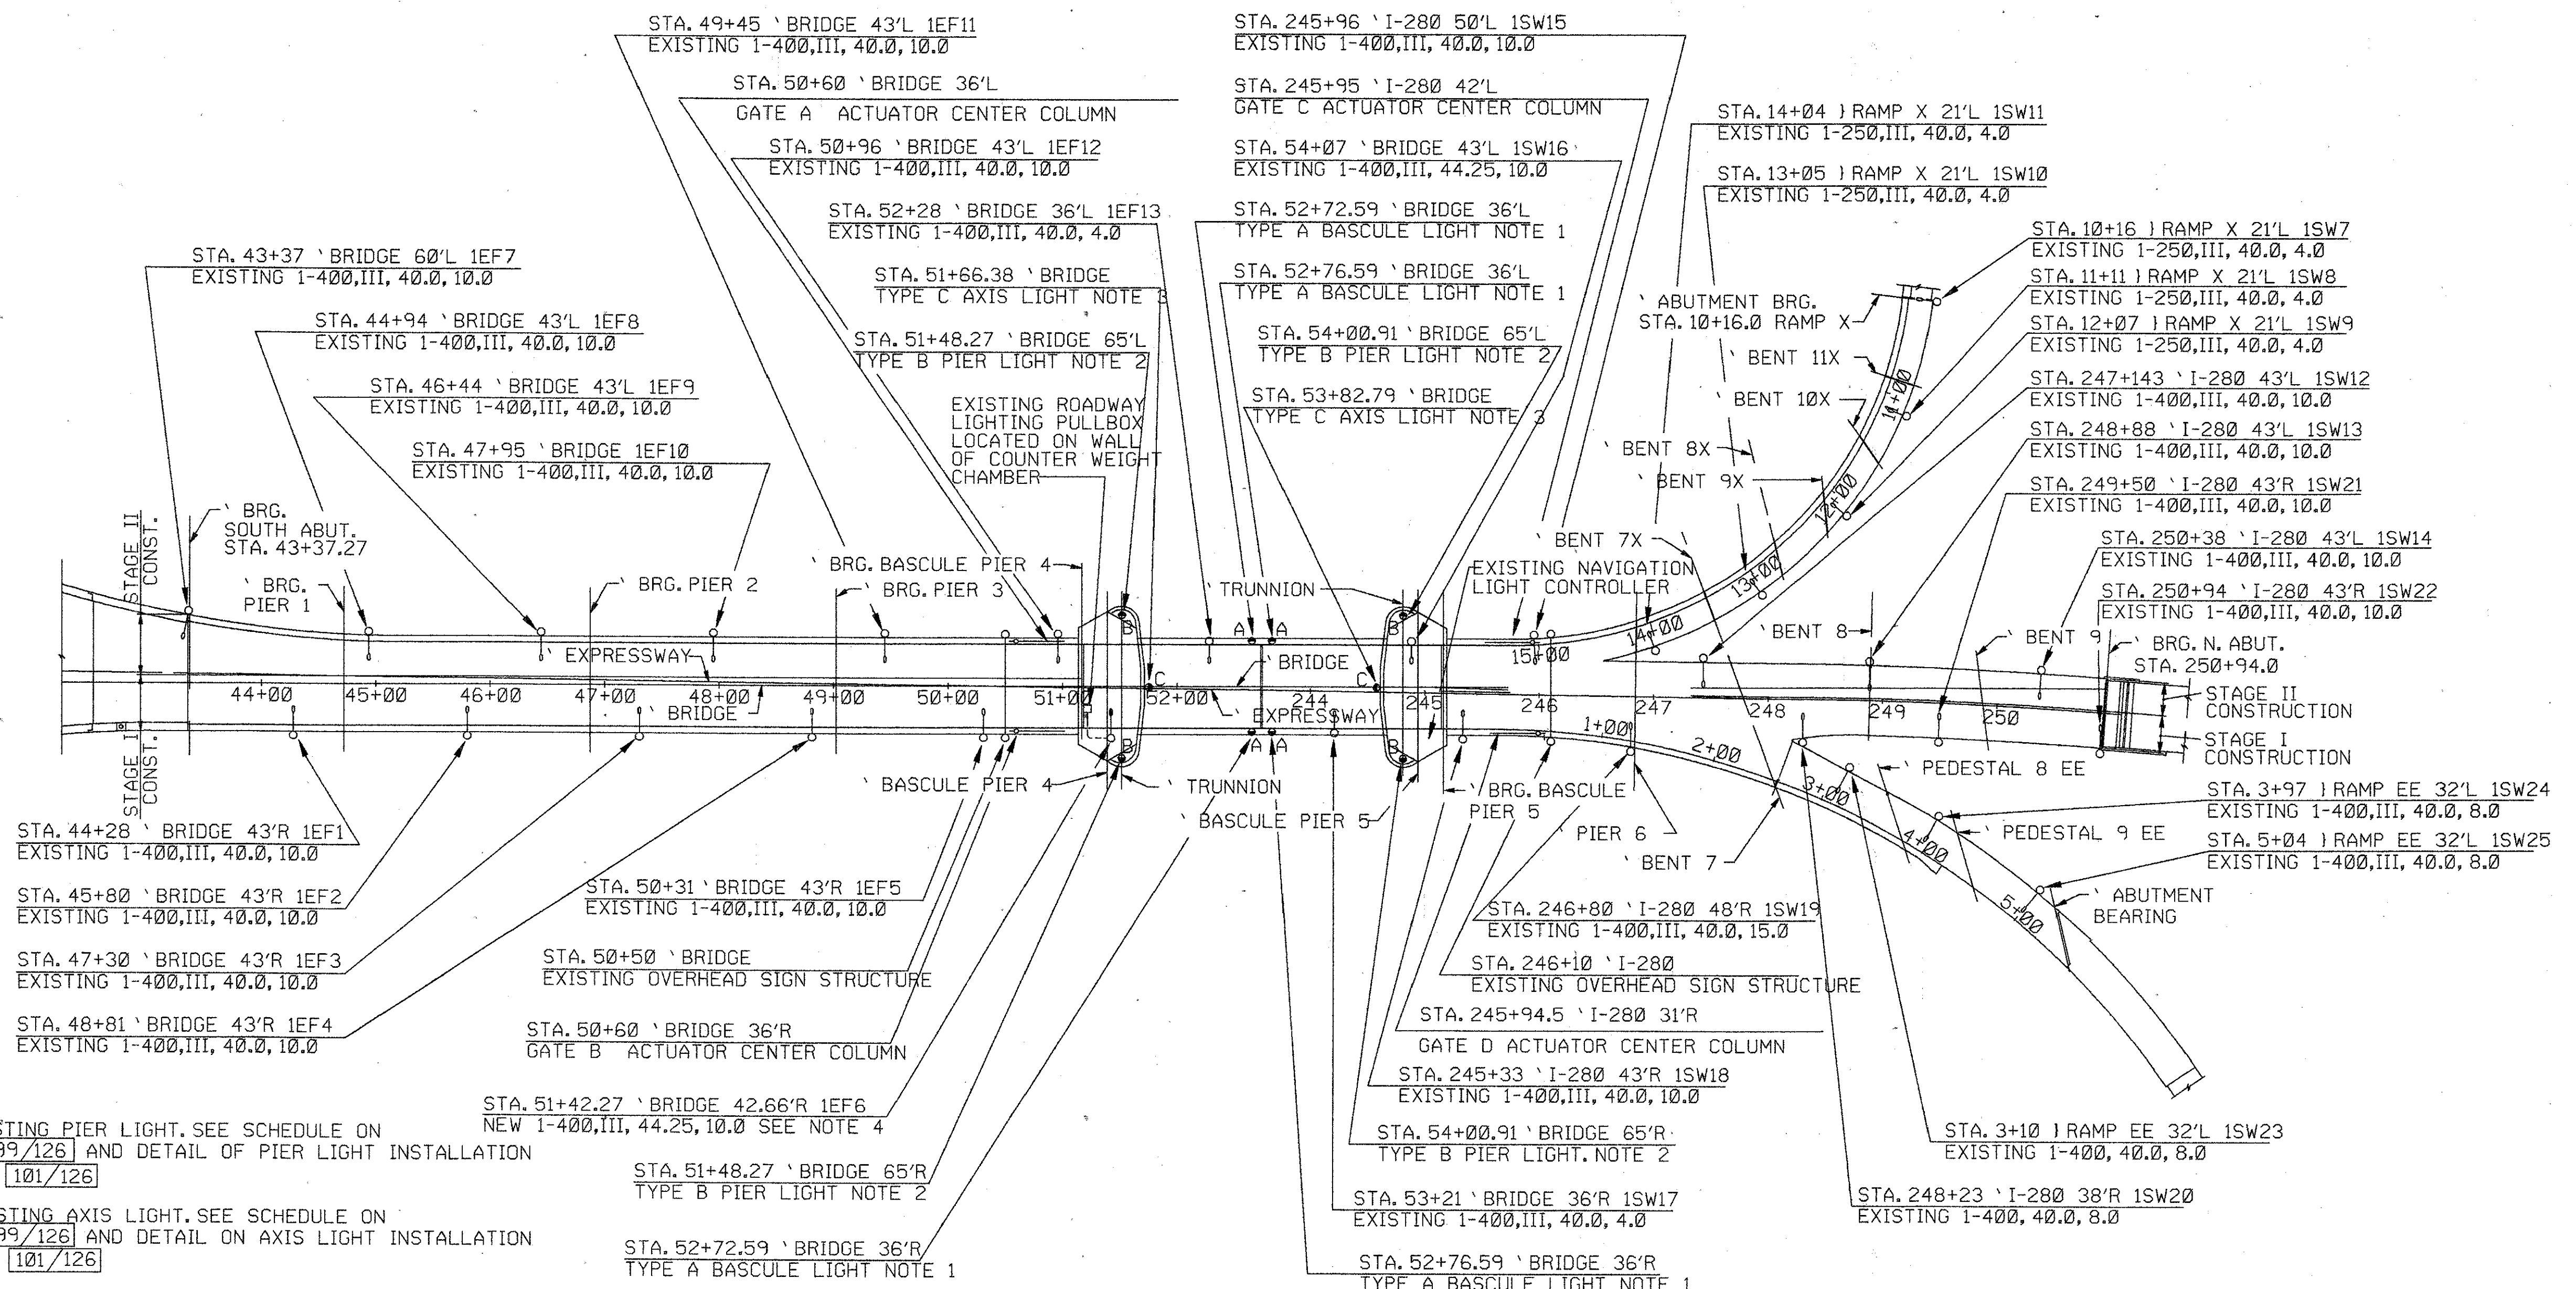 STA. 49+45 ` BRIDGE 43'L 1EF11
EXISTING 1-400,III, 40.0, 10.0
STA. 50+60 ` BRIDGE 36'L
GATE A ACTUATOR CENTER COLUMN
STA. 50+96 ` BRIDGE 43'L 1EF12
EXISTING 1-400,III, 40.0, 10.0
STA. 52+28 ` BRIDGE 36'L 1EF13
EXISTING 1-400,III, 40.0, 4.0
STA. 51+66.38 ` BRIDGE
TYPE C AXIS LIGHT NOTE 3
STA. 51+48.27 ` BRIDGE 65'L
TYPE B PIER LIGHT NOTE 2
EXISTING ROADWAY
LIGHTING PULLBOX
LOCATED ON WALL
OF COUNTER WEIGHT
CHAMBER
STA. 43+37 ` BRIDGE 60'L 1EF7
EXISTING 1-400,III, 40.0, 10.0
STA. 44+94 ` BRIDGE 43'L 1EF8
EXISTING 1-400,III, 40.0, 10.0
STA. 46+44 ` BRIDGE 43'L 1EF9
EXISTING 1-400,III, 40.0, 10.0
STA. 47+95 ` BRIDGE 1EF10
EXISTING 1-400,III, 40.0, 10.0
STA. 245+96 ` I-280 50'L 1SW15
EXISTING 1-400,III, 40.0, 10.0
STA. 245+95 ` I-280 42'L
GATE C ACTUATOR CENTER COLUMN
STA. 54+07 ` BRIDGE 43'L 1SW16
EXISTING 1-400,III, 44.25, 10.0
STA. 52+72.59 ` BRIDGE 36'L
TYPE A BASCULE LIGHT NOTE 1
STA. 52+76.59 ` BRIDGE 36'L
TYPE A BASCULE LIGHT NOTE 1
STA. 54+00.91 ` BRIDGE 65'L
TYPE B PIER LIGHT NOTE 2
STA. 53+82.79 ` BRIDGE
TYPE C AXIS LIGHT NOTE 3
STA. 14+04 } RAMP X 21'L 1SW11
EXISTING 1-250,III, 40.0, 4.0
STA. 13+05 } RAMP X 21'L 1SW10
EXISTING 1-250,III, 40.0, 4.0
STA. 10+16 } RAMP X 21'L 1SW7
EXISTING 1-250,III, 40.0, 4.0
STA. 11+11 } RAMP X 21'L 1SW8
EXISTING 1-250,III, 40.0, 4.0
STA. 12+07 } RAMP X 21'L 1SW9
EXISTING 1-250,III, 40.0, 4.0
STA. 247+143 ` I-280 43'L 1SW12
EXISTING 1-400,III, 40.0, 10.0
STA. 248+88 ` I-280 43'L 1SW13
EXISTING 1-400,III, 40.0, 10.0
STA. 249+50 ` I-280 43'R 1SW21
EXISTING 1-400,III, 40.0, 10.0
STA. 250+38 ` I-280 43'L 1SW14
EXISTING 1-400,III, 40.0, 10.0
STA. 250+94 ` I-280 43'R 1SW22
EXISTING 1-400,III, 40.0, 10.0
` ABUTMENT BRG.
STA. 10+16.0 RAMP X
` BENT 11X
` BENT 10X
` BENT 8X
` BENT 9X
` BENT 7X
11+00
12+00
13+00
14+00
15+00
EXISTING NAVIGATION
LIGHT CONTROLLER
` BRG.
SOUTH ABUT.
STA. 43+37.27
STAGE II
CONST.
` BRG.
PIER 1
` BRG. PIER 2
` BRG. BASCULE PIER 4
` BRG. PIER 3
` TRUNNION
` BENT 8
` BENT 9
` BRG. N. ABUT.
STA. 250+94.0
` EXPRESSWAY
` BRIDGE
B
A
A
B
C
C
44+00
45+00
46+00
47+00
48+00
49+00
50+00
51+00
52+00
244
245
246
247
248
249
250
` BRIDGE
` EXPRESSWAY
B
A
A
B
1+00
2+00
3+00
4+00
5+00
STAGE II
CONSTRUCTION
STAGE I
CONSTRUCTION
STAGE I
CONST.
` BASCULE PIER 4
` TRUNNION
` BASCULE PIER 5
` BRG. BASCULE
PIER 5
` PIER 6
` BENT 7
` PEDESTAL 8 EE
` PEDESTAL 9 EE
` ABUTMENT
BEARING
STA. 3+97 } RAMP EE 32'L 1SW24
EXISTING 1-400,III, 40.0, 8.0
STA. 5+04 } RAMP EE 32'L 1SW25
EXISTING 1-400,III, 40.0, 8.0
STA. 44+28 ` BRIDGE 43'R 1EF1
EXISTING 1-400,III, 40.0, 10.0
STA. 45+80 ` BRIDGE 43'R 1EF2
EXISTING 1-400,III, 40.0, 10.0
STA. 47+30 ` BRIDGE 43'R 1EF3
EXISTING 1-400,III, 40.0, 10.0
STA. 48+81 ` BRIDGE 43'R 1EF4
EXISTING 1-400,III, 40.0, 10.0
STA. 50+31 ` BRIDGE 43'R 1EF5
EXISTING 1-400,III, 40.0, 10.0
STA. 50+50 ` BRIDGE
EXISTING OVERHEAD SIGN STRUCTURE
STA. 50+60 ` BRIDGE 36'R
GATE B ACTUATOR CENTER COLUMN
STA. 51+42.27 ` BRIDGE 42.66'R 1EF6
NEW 1-400,III, 44.25, 10.0 SEE NOTE 4
STA. 51+48.27 ` BRIDGE 65'R
TYPE B PIER LIGHT NOTE 2
STA. 52+72.59 ` BRIDGE 36'R
TYPE A BASCULE LIGHT NOTE 1
STA. 246+80 ` I-280 48'R 1SW19
EXISTING 1-400,III, 40.0, 15.0
STA. 246+10 ` I-280
EXISTING OVERHEAD SIGN STRUCTURE
STA. 245+94.5 ` I-280 31'R
GATE D ACTUATOR CENTER COLUMN
STA. 245+33 ` I-280 43'R 1SW18
EXISTING 1-400,III, 40.0, 10.0
STA. 54+00.91 ` BRIDGE 65'R
TYPE B PIER LIGHT. NOTE 2
STA. 53+21 ` BRIDGE 36'R 1SW17
EXISTING 1-400,III, 40.0, 4.0
STA. 52+76.59 ` BRIDGE 36'R
TYPE A BASCULE LIGHT NOTE 1
STA. 3+10 } RAMP EE 32'L 1SW23
EXISTING 1-400, 40.0, 8.0
STA. 248+23 ` I-280 38'R 1SW20
EXISTING 1-400, 40.0, 8.0
STING PIER LIGHT. SEE SCHEDULE ON
99/126 AND DETAIL OF PIER LIGHT INSTALLATION
101/126
STING AXIS LIGHT. SEE SCHEDULE ON
99/126 AND DETAIL ON AXIS LIGHT INSTALLATION
101/126